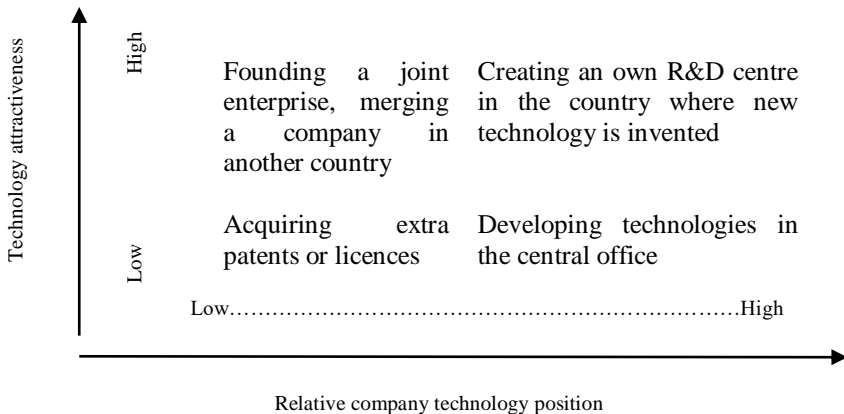 Technology attractiveness
High
Founding a joint
enterprise, merging
a company in
another country
Creating an own R&D centre
in the country where new
technology is invented
Low
Acquiring extra
patents or licences
Developing technologies in
the central office
Low……………………………………………………………High
Relative company technology position